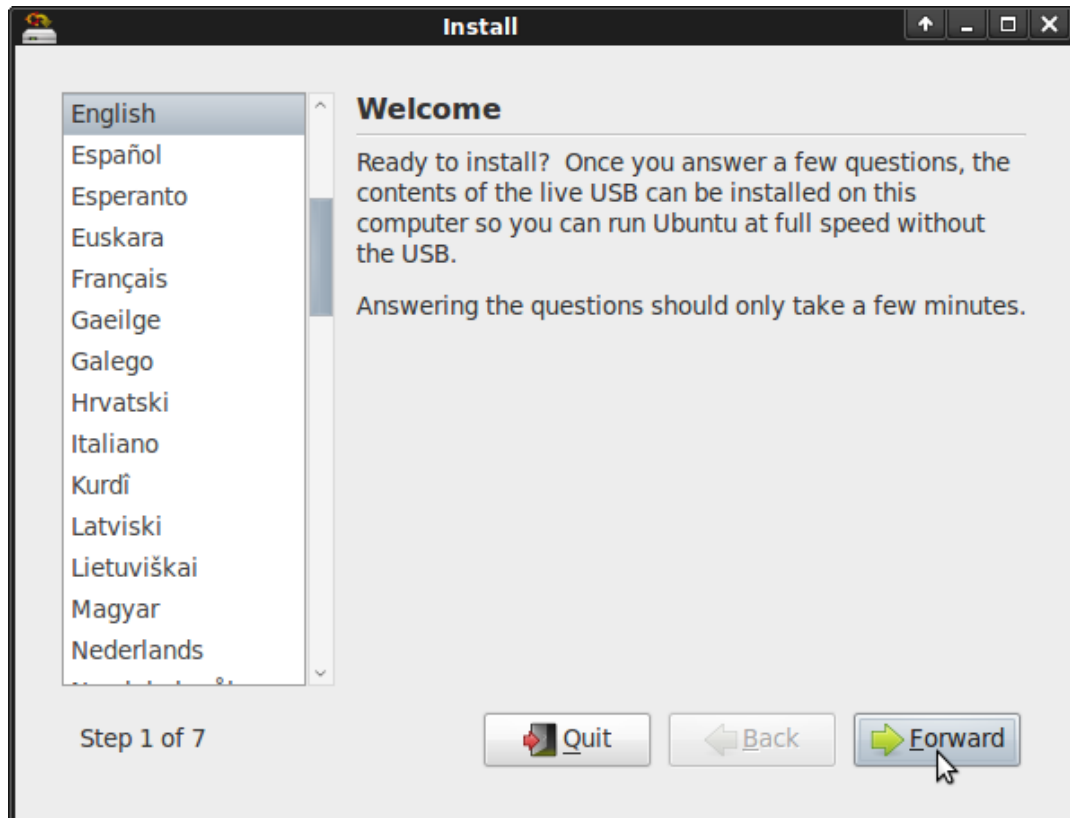 Install
English
Español
Esperanto
Euskara
Français
Gaeilge
Galego
Hrvatski
Italiano
Kurdî
Latviski
Lietuviškai
Magyar
Nederlands
Welcome
Ready to install?  Once you answer a few questions, the
contents of the live USB can be installed on this
computer so you can run Ubuntu at full speed without
the USB.
Answering the questions should only take a few minutes.
Step 1 of 7
Quit
Back
Forward